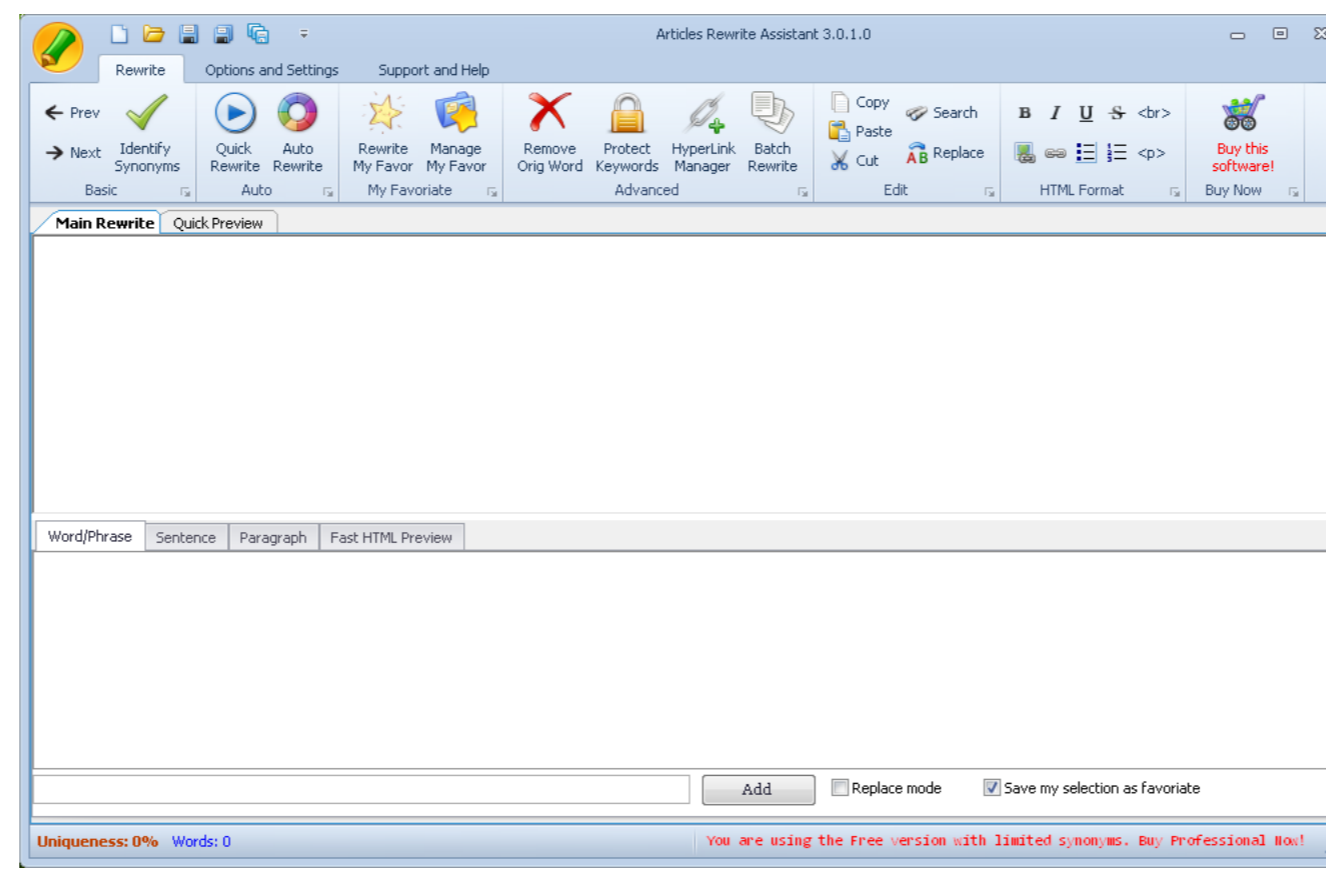 Articles Rewrite Assistant 3.0.1.0
Rewrite Options and Settings Support and Help
Prev
Next
Identify
Synonyms
Basic
Quick
Rewrite
Auto
Rewrite
Auto
Rewrite
My Favor
Manage
My Favor
My Favoriate
Remove
Orig Word
Protect
Keywords
HyperLink
Manager
Batch
Rewrite
Advanced
Copy
Paste
Cut
Search
AB Replace
Edit
B I U S <br>
<p>
HTML Format
Buy this
software!
Buy Now
Main Rewrite Quick Preview
Word/Phrase Sentence Paragraph Fast HTML Preview
Add Replace mode Save my selection as favoriate
Uniqueness: 0% Words: 0 You are using the Free version with limited synonyms. Buy Professional Now!